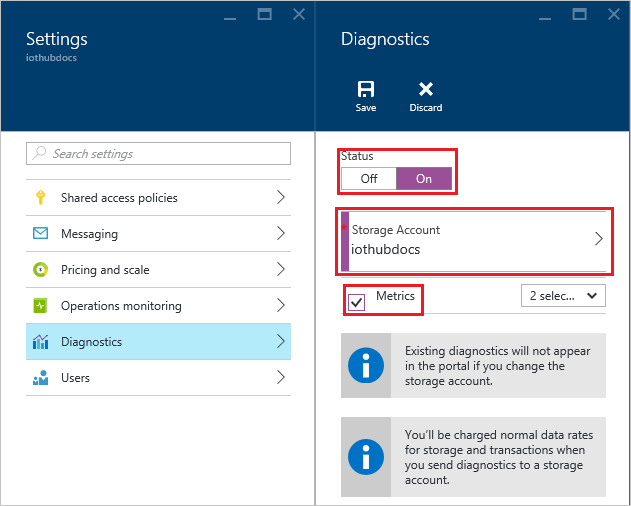 Settings
iothubdocs
Search settings
Shared access policies
Messaging
Pricing and scale
Operations monitoring
Diagnostics
Users
Diagnostics
Save
Discard
Status
Off
On
* Storage Account
iothubdocs
Metrics
2 selec...
Existing diagnostics will not appear
in the portal if you change the
storage account.
You'll be charged normal data rates
for storage and transactions when
you send diagnostics to a storage
account.